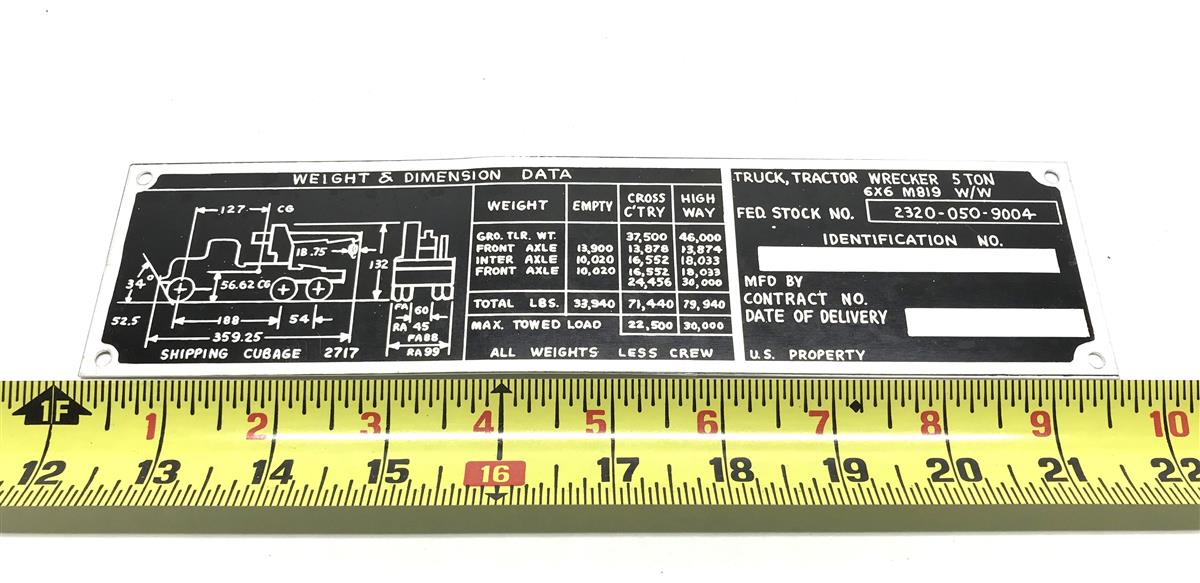 WEIGHT & DIMENSION DATA
127 CG
18.75
132
34°
56.62 CG
52.5
188 54
359.25
FA 60
RA 45
FA 88
RA 99
SHIPPING CUBAGE 2717
WEIGHT EMPTY CROSS C'TRY HIGH WAY
GRO. TLR. WT. 37,500 46,000
FRONT AXLE 13,900 13,878 13,874
INTER AXLE 10,020 16,552 18,033
FRONT AXLE 10,020 16,552 18,033
24,456 30,000
TOTAL LBS. 33,940 71,440 79,940
MAX. TOWED LOAD 22,500 30,000
ALL WEIGHTS LESS CREW
TRUCK, TRACTOR WRECKER 5 TON
6X6 M819 W/W
FED. STOCK NO. 2320-050-9004
IDENTIFICATION NO.
MFD BY
CONTRACT NO.
DATE OF DELIVERY
U.S. PROPERTY
1F 1 2 3 4 5 6 7 8 9 10
12 13 14 15 16 17 18 19 20 21 22